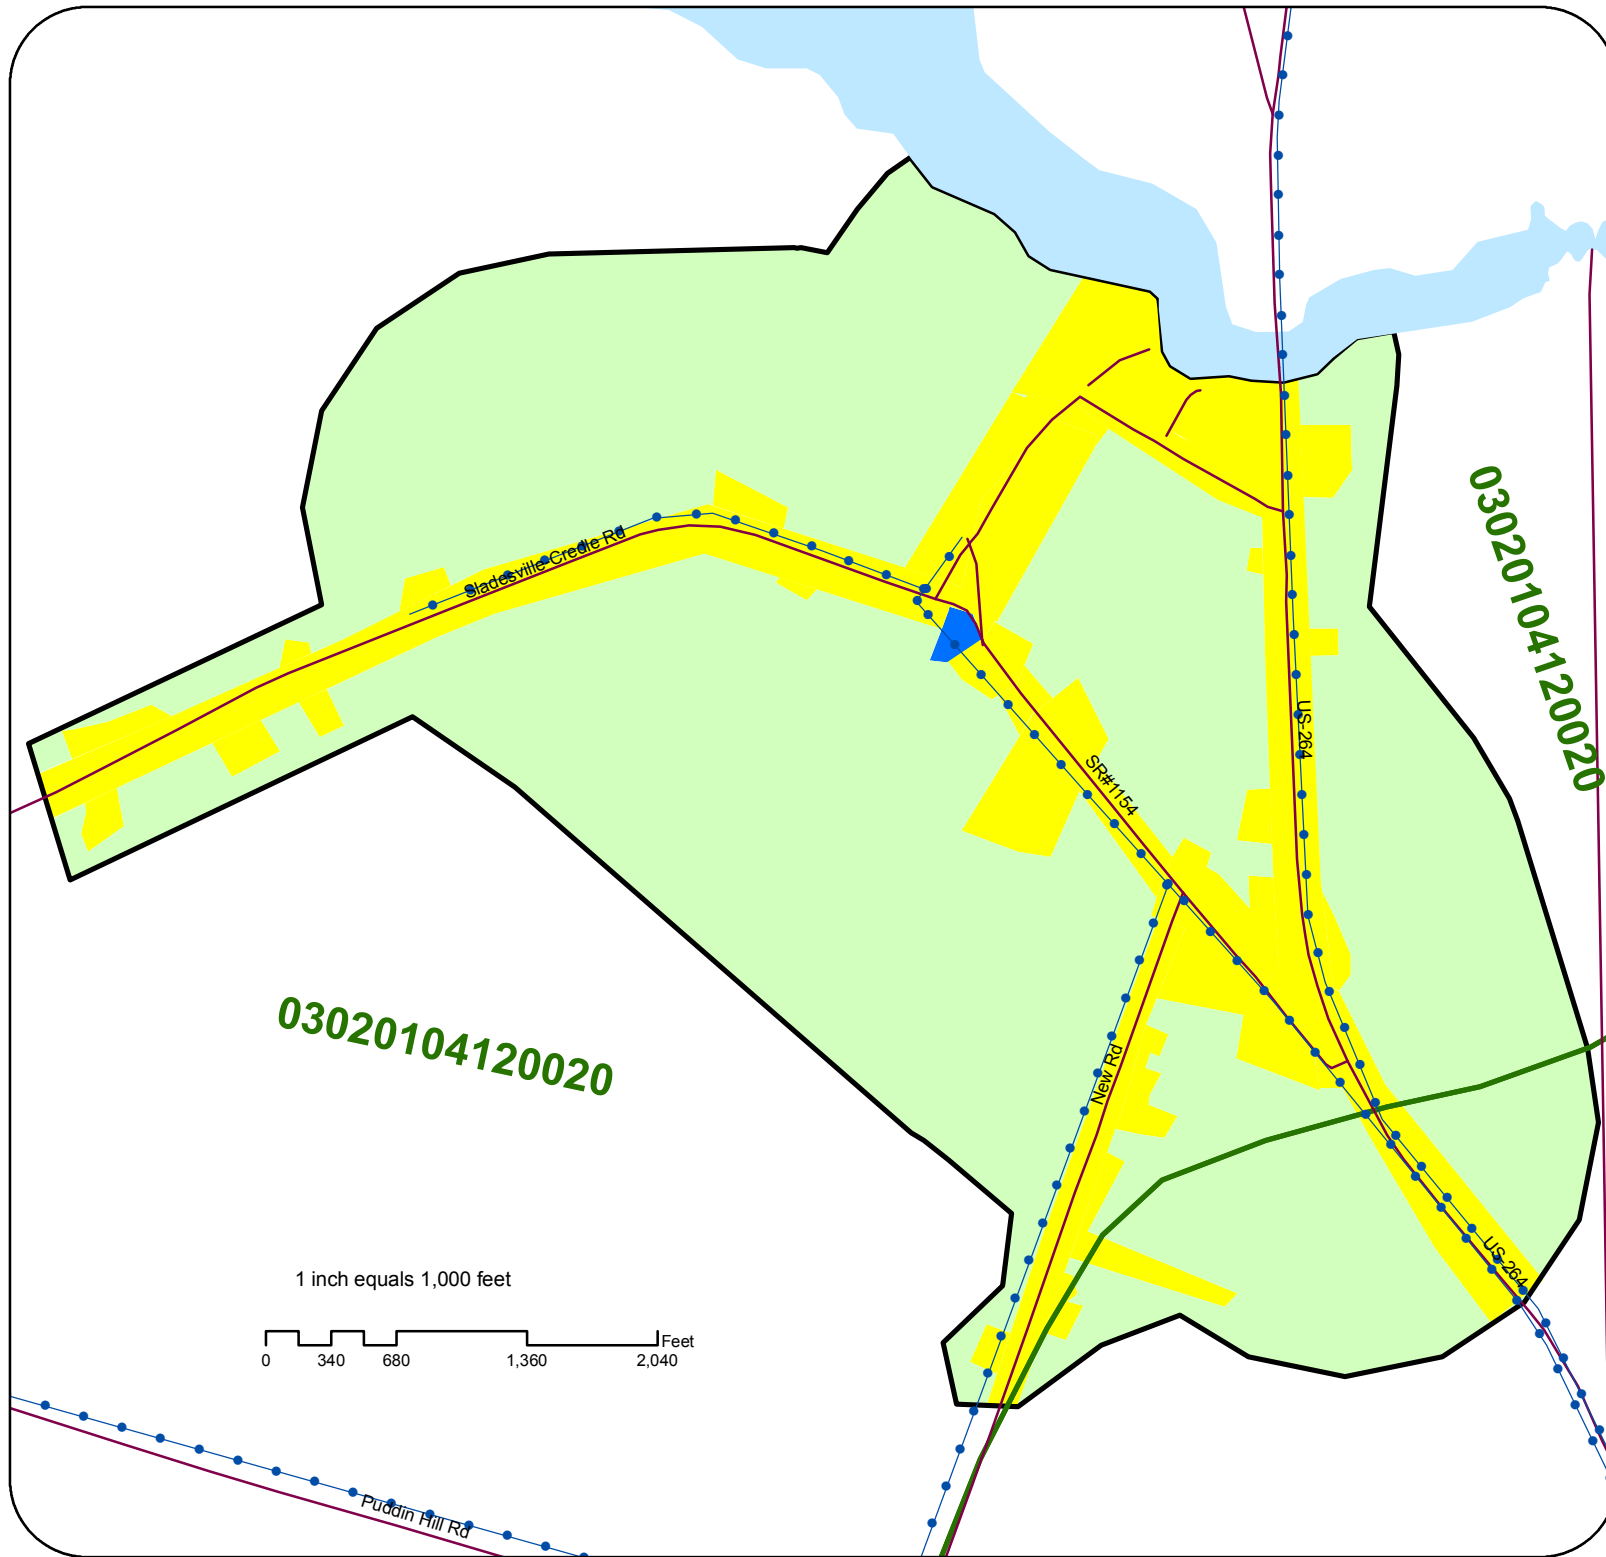 03020104120020
Sladesville-Credle Rd
US-264
SR#1154
03020104120020
New Rd
US-264
1 inch equals 1,000 feet
Feet
0 340 680 1,360 2,040
Puddin Hill Rd